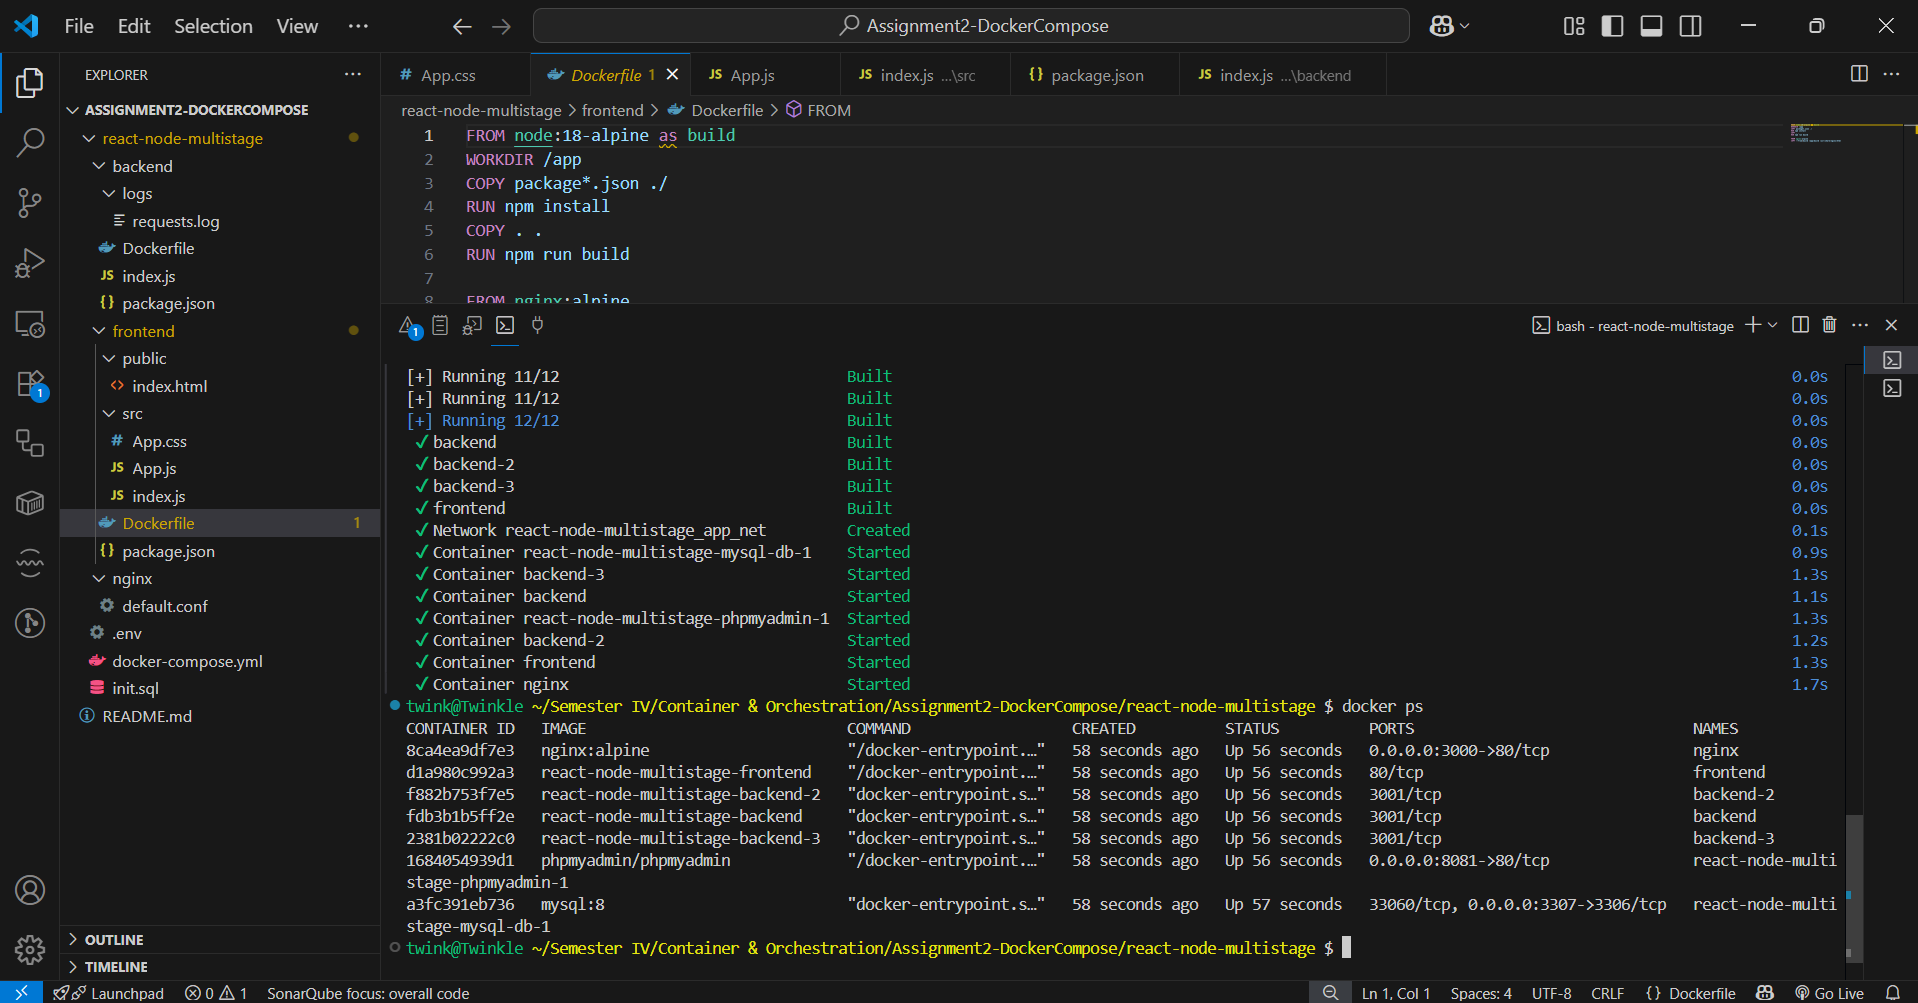 File Edit Selection View ··· Assignment2-DockerCompose
EXPLORER ···
ASSIGNMENT2-DOCKERCOMPOSE
react-node-multistage
backend
logs
requests.log
Dockerfile
JS index.js
{} package.json
frontend
public
<> index.html
src
# App.css
JS App.js
JS index.js
Dockerfile 1
{} package.json
nginx
default.conf
.env
docker-compose.yml
init.sql
README.md
OUTLINE
TIMELINE
1
# App.css Dockerfile 1 JS App.js JS index.js ...\src {} package.json JS index.js ...\backend ···
react-node-multistage > frontend > Dockerfile > FROM
1 FROM node:18-alpine as build
2 WORKDIR /app
3 COPY package*.json ./
4 RUN npm install
5 COPY . .
6 RUN npm run build
7
8 FROM nginx:alpine
1 bash - react-node-multistage ···
[+] Running 11/12 Built 0.0s
[+] Running 11/12 Built 0.0s
[+] Running 12/12 Built 0.0s
✓ backend Built 0.0s
✓ backend-2 Built 0.0s
✓ backend-3 Built 0.0s
✓ frontend Built 0.0s
✓ Network react-node-multistage_app_net Created 0.1s
✓ Container react-node-multistage-mysql-db-1 Started 0.9s
✓ Container backend-3 Started 1.3s
✓ Container backend Started 1.1s
✓ Container react-node-multistage-phpmyadmin-1 Started 1.3s
✓ Container backend-2 Started 1.2s
✓ Container frontend Started 1.3s
✓ Container nginx Started 1.7s
twink@Twinkle ~/Semester IV/Container & Orchestration/Assignment2-DockerCompose/react-node-multistage $ docker ps
CONTAINER ID IMAGE COMMAND CREATED STATUS PORTS NAMES
8ca4ea9df7e3 nginx:alpine "/docker-entrypoint.…" 58 seconds ago Up 56 seconds 0.0.0.0:3000->80/tcp nginx
d1a980c992a3 react-node-multistage-frontend "/docker-entrypoint.…" 58 seconds ago Up 56 seconds 80/tcp frontend
f882b753f7e5 react-node-multistage-backend-2 "docker-entrypoint.s…" 58 seconds ago Up 56 seconds 3001/tcp backend-2
fdb3b1b5ff2e react-node-multistage-backend "docker-entrypoint.s…" 58 seconds ago Up 56 seconds 3001/tcp backend
2381b02222c0 react-node-multistage-backend-3 "docker-entrypoint.s…" 58 seconds ago Up 56 seconds 3001/tcp backend-3
1684054939d1 phpmyadmin/phpmyadmin "/docker-entrypoint.…" 58 seconds ago Up 56 seconds 0.0.0.0:8081->80/tcp react-node-multi
stage-phpmyadmin-1
a3fc391eb736 mysql:8 "docker-entrypoint.s…" 58 seconds ago Up 57 seconds 33060/tcp, 0.0.0.0:3307->3306/tcp react-node-multi
stage-mysql-db-1
twink@Twinkle ~/Semester IV/Container & Orchestration/Assignment2-DockerCompose/react-node-multistage $
Launchpad 0 1 SonarQube focus: overall code Ln 1, Col 1 Spaces: 4 UTF-8 CRLF {} Dockerfile Go Live